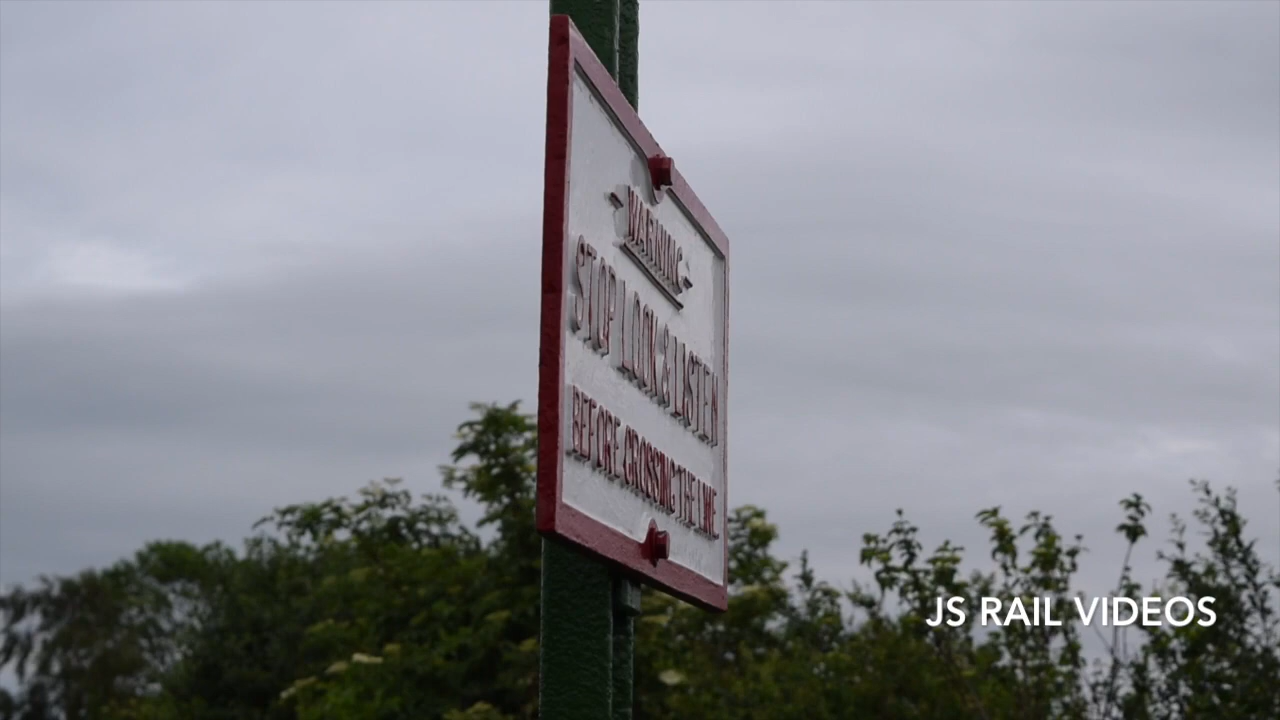 -WARNING-
STOP LOOK & LISTEN
BEFORE CROSSING THE LINE
JS RAIL VIDEOS